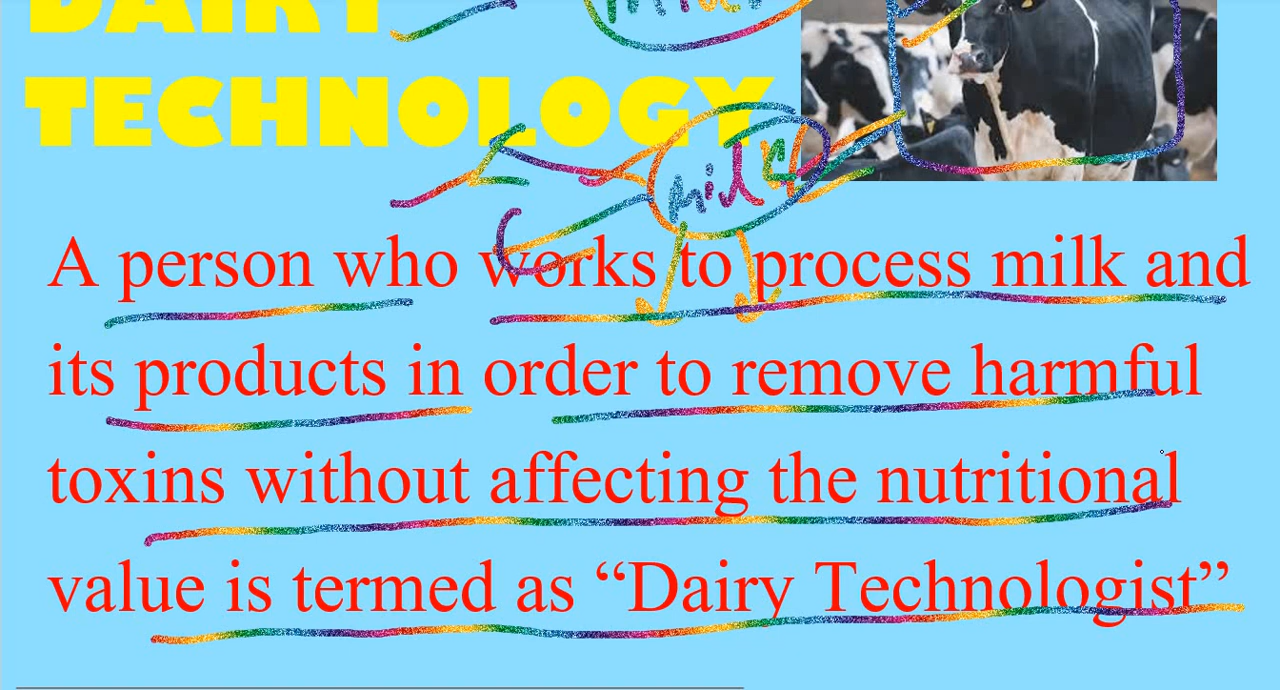 DAIRY
TECHNOLOGY
milk
A person who works to process milk and
its products in order to remove harmful
toxins without affecting the nutritional
value is termed as “Dairy Technologist”